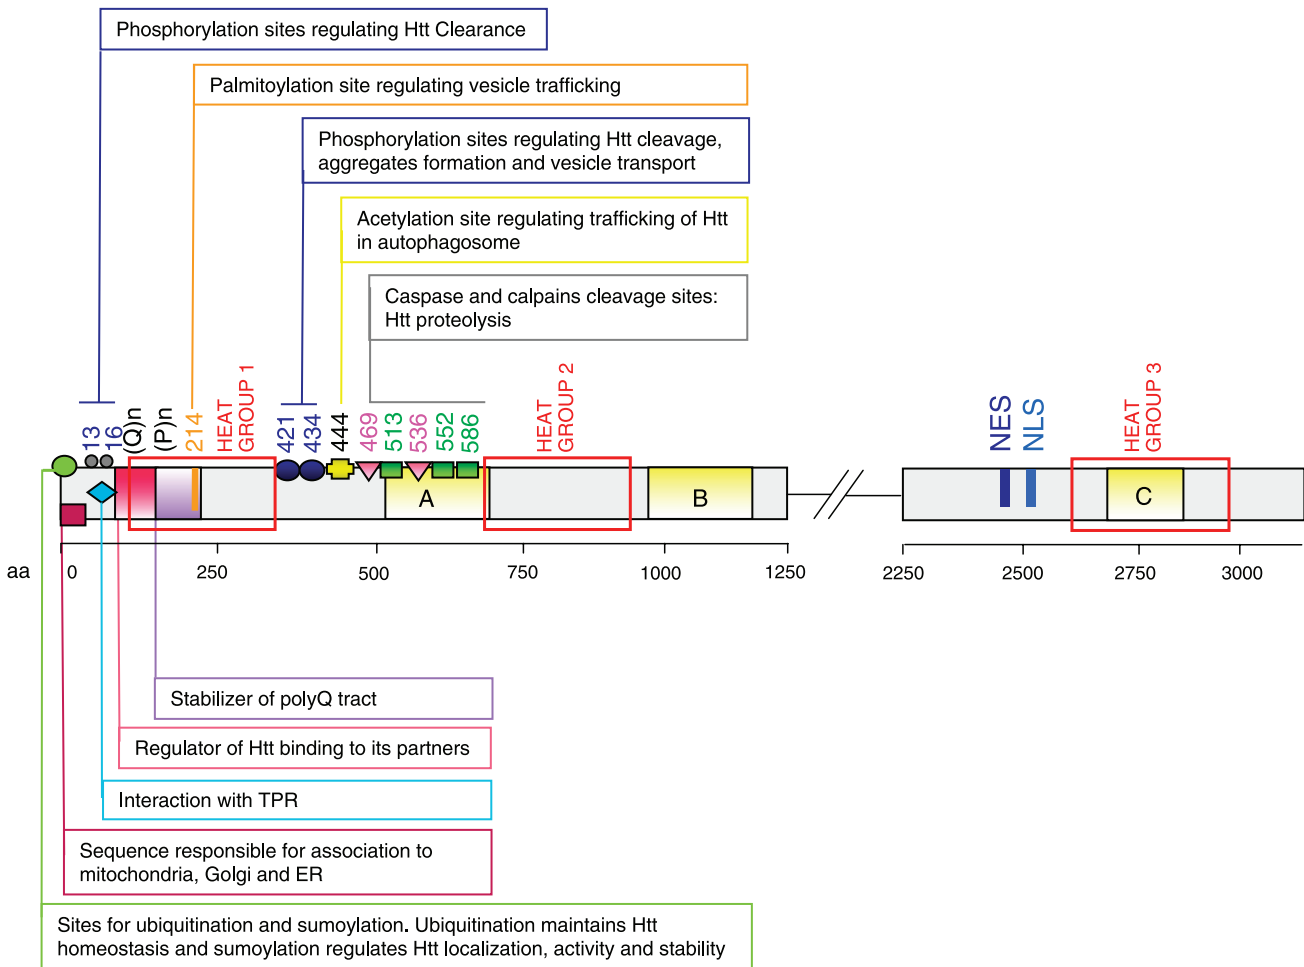 Phosphorylation sites regulating Htt Clearance
Palmitoylation site regulating vesicle trafficking
Phosphorylation sites regulating Htt cleavage,
aggregates formation and vesicle transport
Acetylation site regulating trafficking of Htt
in autophagosome
Caspase and calpains cleavage sites:
Htt proteolysis
13
16
(Q)n
(P)n
214
HEAT
GROUP 1
421
434
444
469
513
536
552
586
HEAT
GROUP 2
NES
NLS
HEAT
GROUP 3
A
B
C
aa
0
250
500
750
1000
1250
2250
2500
2750
3000
Stabilizer of polyQ tract
Regulator of Htt binding to its partners
Interaction with TPR
Sequence responsible for association to
mitochondria, Golgi and ER
Sites for ubiquitination and sumoylation. Ubiquitination maintains Htt
homeostasis and sumoylation regulates Htt localization, activity and stability